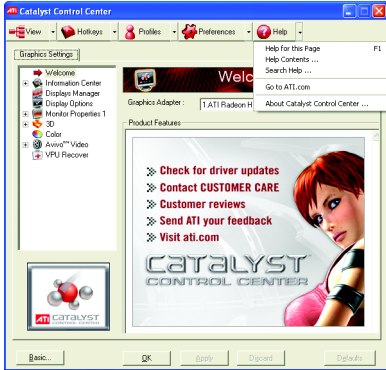 Catalyst Control Center
View
Hotkeys
Profiles
Preferences
Help
Help for this Page F1
Help Contents ...
Search Help ...
Go to ATI.com
About Catalyst Control Center ...
Graphics Settings
Welcome
Information Center
Displays Manager
Display Options
Monitor Properties 1
3D
Color
Avivo™ Video
VPU Recover
Welc
Graphics Adapter :
1.ATI Radeon H
Product Features
Check for driver updates
Contact CUSTOMER CARE
Customer reviews
Send ATI your feedback
Visit ati.com
CATALYST
CONTROL CENTER
ATI CATALYST
CONTROL CENTER
Basic...
OK
Apply
Discard
Defaults